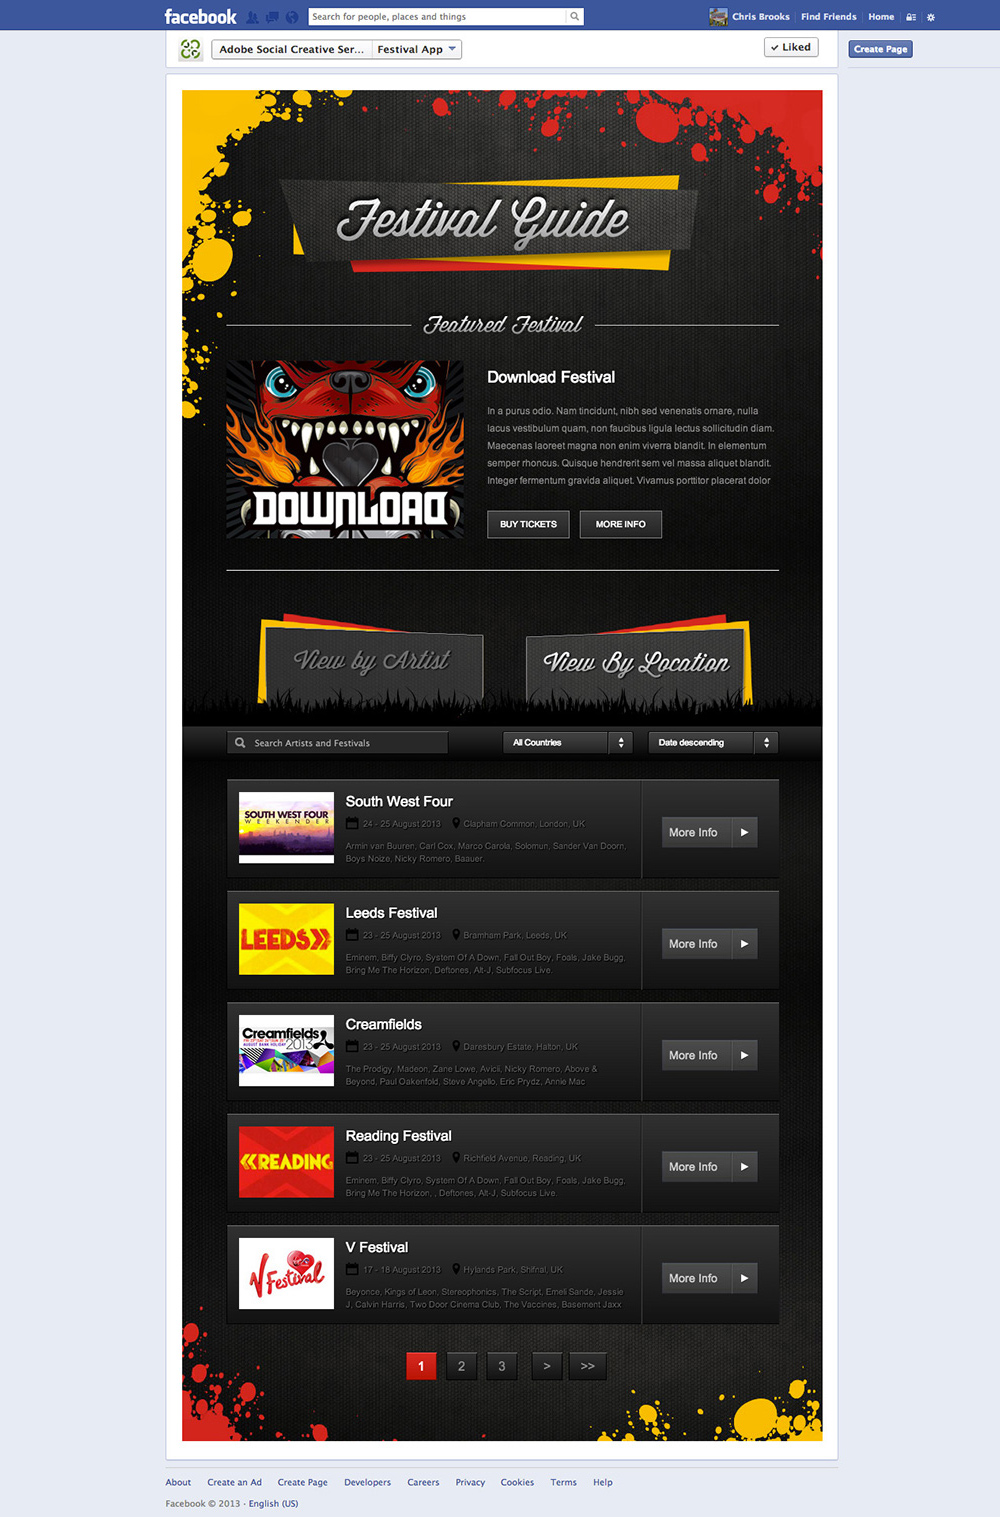 facebook
Search for people, places and things
Chris Brooks
Find Friends
Home
Adobe Social Creative Ser...
Festival App
✓ Liked
Create Page
Festival Guide
Featured Festival
DOWNLOAD
Download Festival
In a purus odio. Nam tincidunt, nibh sed venenatis ornare, nulla
lacus vestibulum quam, non faucibus ligula lectus sollicitudin diam.
Maecenas laoreet magna non enim viverra blandit. In elementum
semper rhoncus. Quisque hendrerit sem vel massa aliquet blandit.
Integer fermentum gravida aliquet. Vivamus porttitor placerat dolor
BUY TICKETS
MORE INFO
View by Artist
View By Location
Search Artists and Festivals
All Countries
Date descending
SOUTH WEST FOUR
WEEKENDER
South West Four
24 - 25 August 2013
Clapham Common, London, UK
Armin van Buuren, Carl Cox, Marco Carola, Solomun, Sander Van Doorn,
Boys Noize, Nicky Romero, Baauer.
More Info
LEEDS
Leeds Festival
23 - 25 August 2013
Bramham Park, Leeds, UK
Eminem, Biffy Clyro, System Of A Down, Fall Out Boy, Foals, Jake Bugg,
Bring Me The Horizon, Deftones, Alt-J, Subfocus Live.
More Info
Creamfields
2013
AUGUST BANK HOLIDAY
Creamfields
23 - 25 August 2013
Daresbury Estate, Halton, UK
The Prodigy, Madeon, Zane Lowe, Avicii, Nicky Romero, Above &
Beyond, Paul Oakenfold, Steve Angello, Eric Prydz, Annie Mac
More Info
READING
Reading Festival
23 - 25 August 2013
Richfield Avenue, Reading, UK
Eminem, Biffy Clyro, System Of A Down, Fall Out Boy, Foals, Jake Bugg,
Bring Me The Horizon, , Deftones, Alt-J, Subfocus Live.
More Info
V Festival
V Festival
17 - 18 August 2013
Hylands Park, Shifnal, UK
Beyonce, Kings of Leon, Stereophonics, The Script, Emeli Sande, Jessie
J, Calvin Harris, Two Door Cinema Club, The Vaccines, Basement Jaxx
More Info
1 2 3 > >>
About Create an Ad Create Page Developers Careers Privacy Cookies Terms Help
Facebook © 2013 · English (US)